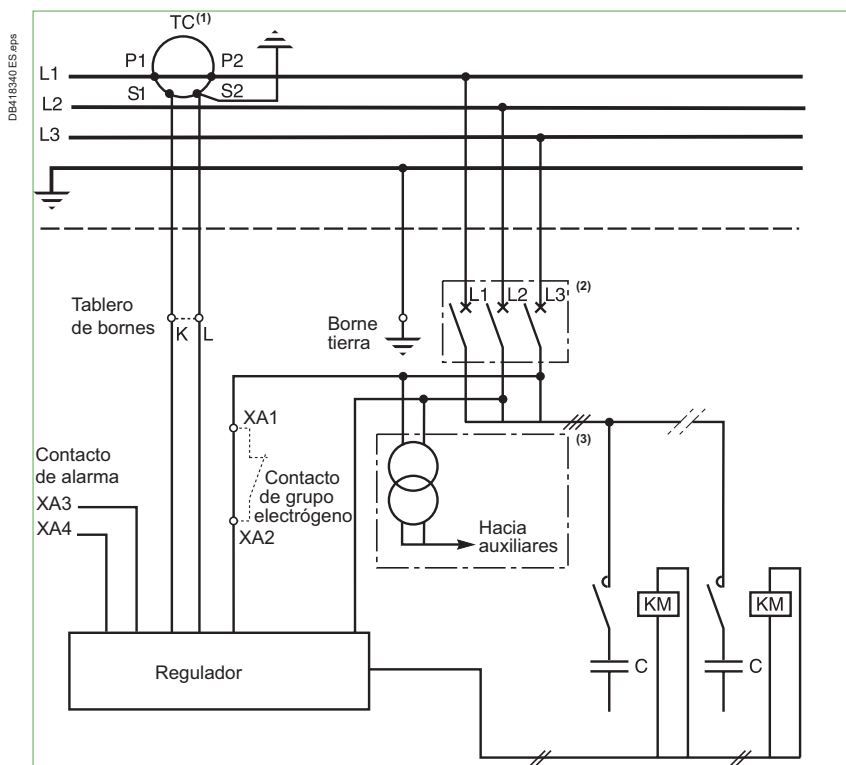 DB418340 ES.eps
TC(1)
P1 P2
L1
S1 S2
L2
L3
L1 L2 L3 (2)
Tablero
de bornes
K L
Borne
tierra
XA1
(3)
Contacto
de alarma
Contacto
de grupo
electrógeno
XA3
XA4
XA2
Hacia
auxiliares
KM KM
C C
Regulador